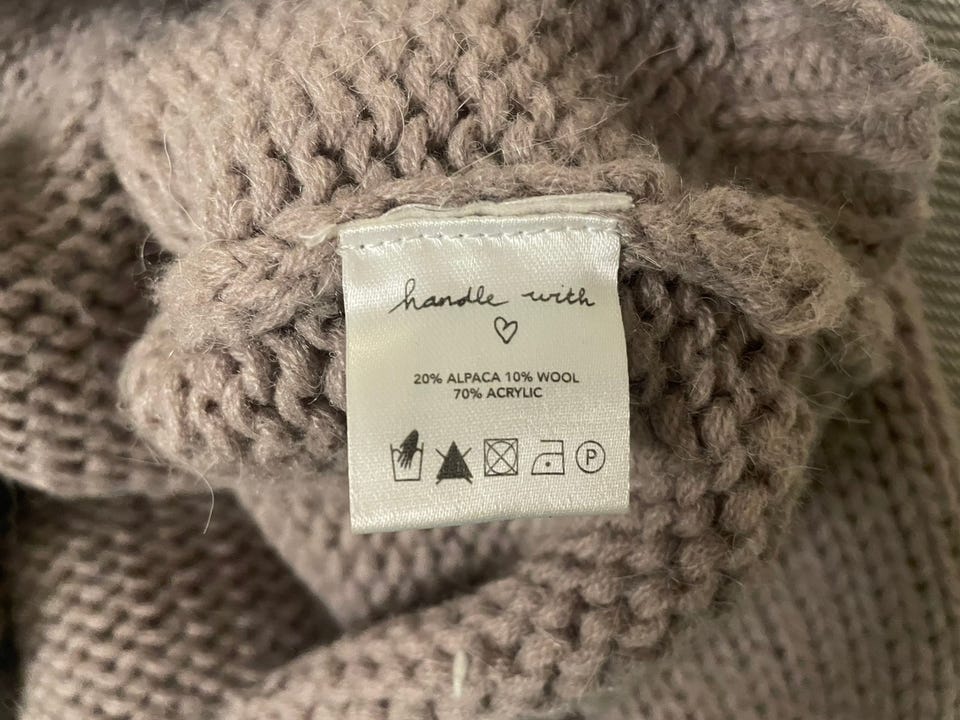 handle with
♡
20% ALPACA 10% WOOL
70% ACRYLIC
P